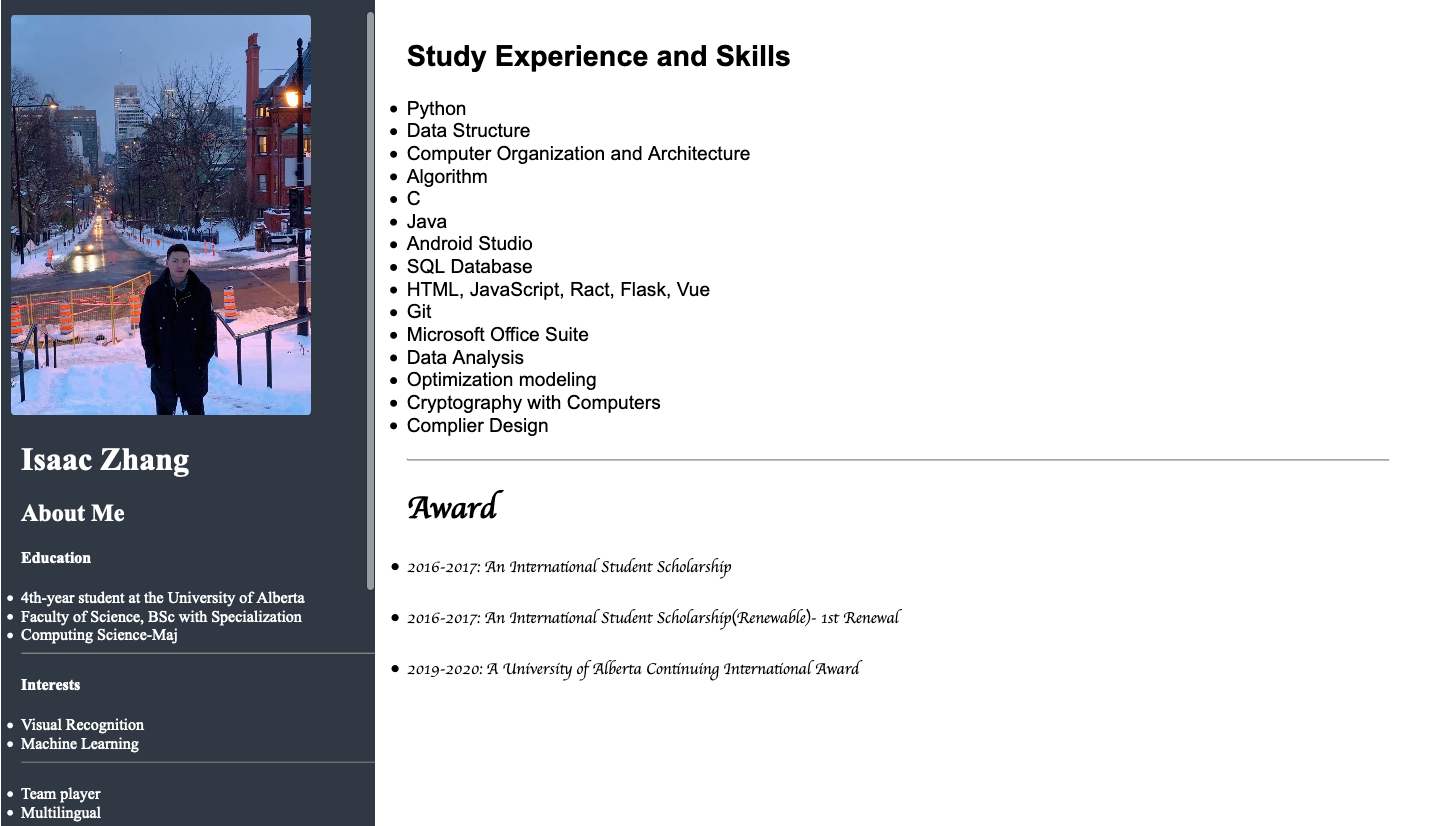 Isaac Zhang
About Me
Education
4th-year student at the University of Alberta
Faculty of Science, BSc with Specialization
Computing Science-Maj
Interests
Visual Recognition
Machine Learning
Team player
Multilingual
Study Experience and Skills
Python
Data Structure
Computer Organization and Architecture
Algorithm
C
Java
Android Studio
SQL Database
HTML, JavaScript, Ract, Flask, Vue
Git
Microsoft Office Suite
Data Analysis
Optimization modeling
Cryptography with Computers
Complier Design
Award
2016-2017: An International Student Scholarship
2016-2017: An International Student Scholarship(Renewable)- 1st Renewal
2019-2020: A University of Alberta Continuing International Award